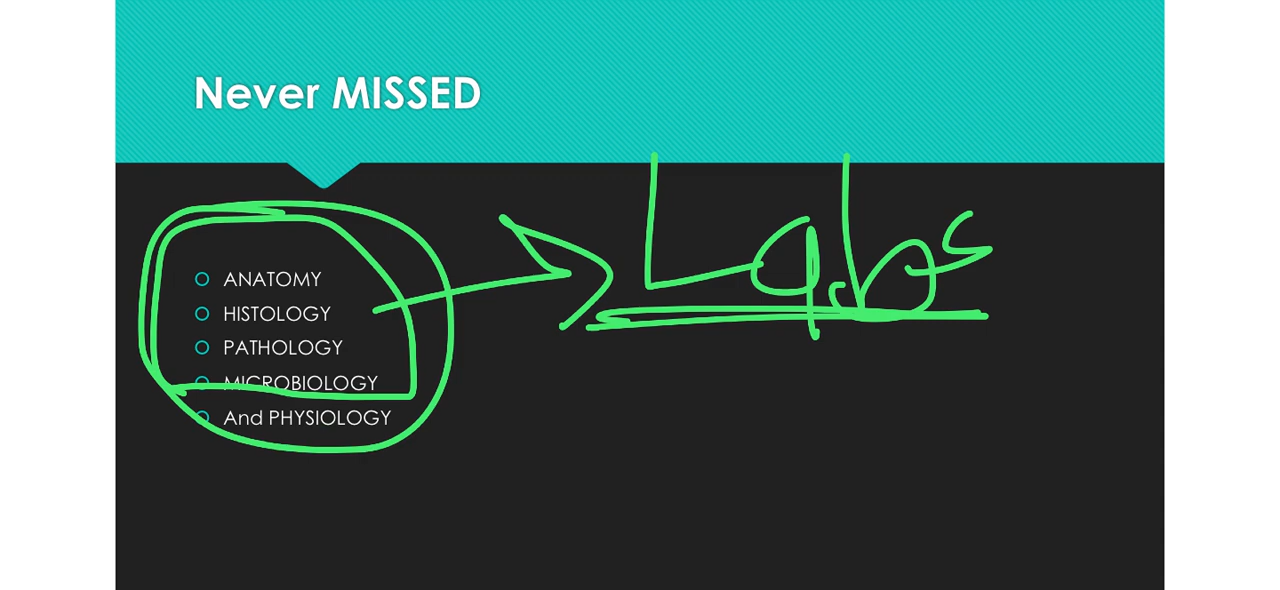 Never MISSED
Labs
ANATOMY
HISTOLOGY
PATHOLOGY
MICROBIOLOGY
And PHYSIOLOGY